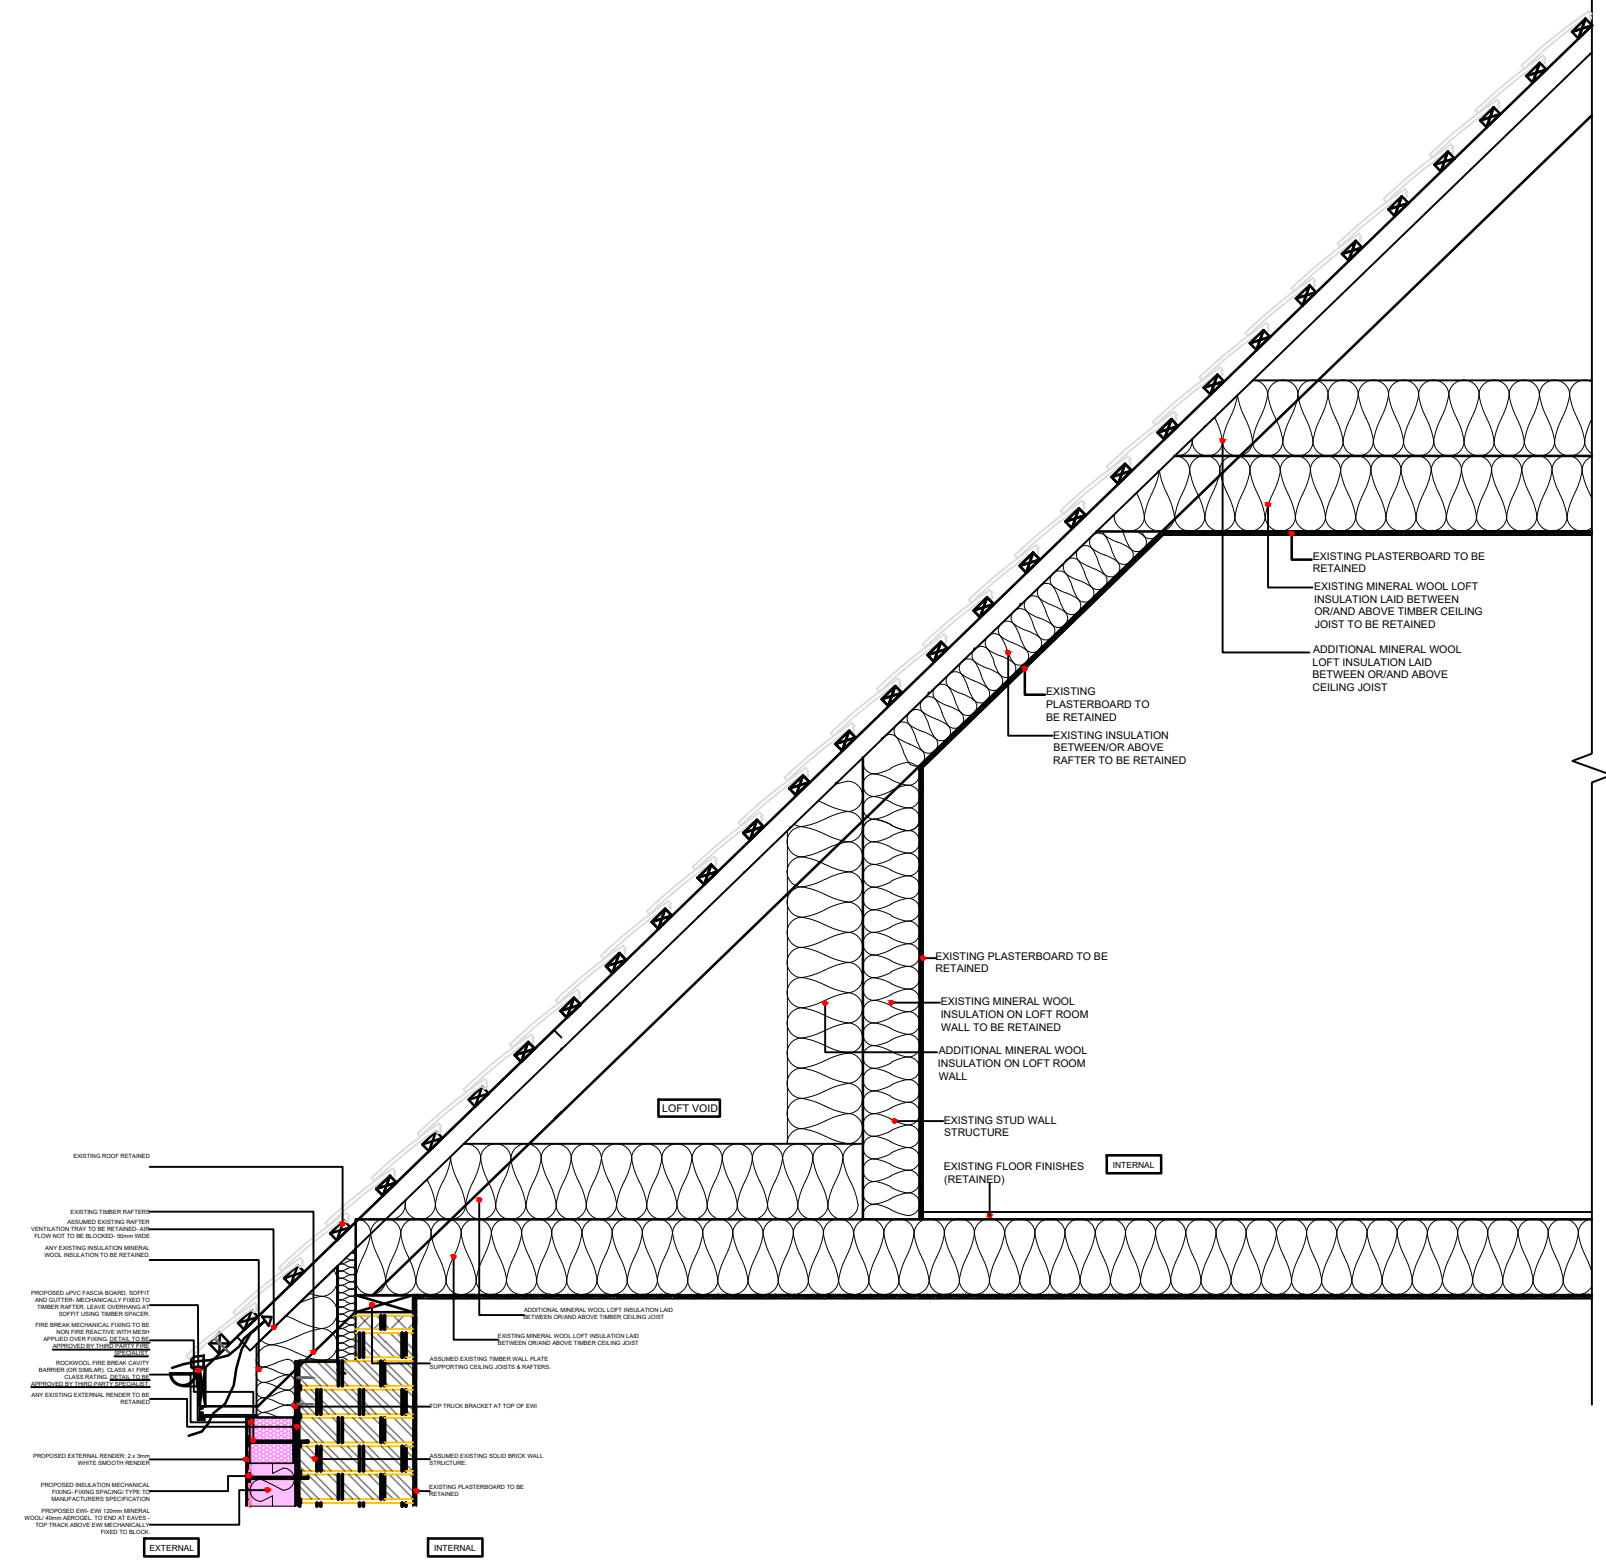 EXISTING PLASTERBOARD TO BE
RETAINED
EXISTING MINERAL WOOL LOFT
INSULATION LAID BETWEEN
OR/AND ABOVE TIMBER CEILING
JOIST TO BE RETAINED
ADDITIONAL MINERAL WOOL
LOFT INSULATION LAID
BETWEEN OR/AND ABOVE
CEILING JOIST
EXISTING
PLASTERBOARD TO
BE RETAINED
EXISTING INSULATION
BETWEEN/OR ABOVE
RAFTER TO BE RETAINED
EXISTING PLASTERBOARD TO BE
RETAINED
EXISTING MINERAL WOOL
INSULATION ON LOFT ROOM
WALL TO BE RETAINED
ADDITIONAL MINERAL WOOL
INSULATION ON LOFT ROOM
WALL
LOFT VOID
EXISTING STUD WALL
STRUCTURE
EXISTING FLOOR FINISHES
(RETAINED)
INTERNAL
EXISTING ROOF RETAINED
EXISTING TIMBER RAFTERS
ASSUMED EXISTING RAFTER
VENTILATION TRAY TO BE RETAINED- AIR
FLOW NOT TO BE BLOCKED- 50mm WIDE
ANY EXISTING INSULATION MINERAL
WOOL INSULATION TO BE RETAINED.
PROPOSED uPVC FASCIA BOARD, SOFFIT
AND GUTTER- MECHANICALLY FIXED TO
TIMBER RAFTER. LEAVE OVERHANG AT
SOFFIT USING TIMBER SPACER.
FIRE BREAK MECHANICAL FIXING TO BE
NON FIRE REACTIVE WITH MESH
APPLIED OVER FIXING. DETAIL TO BE
APPROVED BY THIRD PARTY FIRE
SPECIALIST.
ROCKWOOL FIRE BREAK CAVITY
BARRIER (OR SIMILAR). CLASS A1 FIRE
CLASS RATING. DETAIL TO BE
APPROVED BY THIRD PARTY SPECIALIST.
ANY EXISTING EXTERNAL RENDER TO BE
RETAINED
PROPOSED EXTERNAL RENDER: 2 x 3mm
WHITE SMOOTH RENDER
PROPOSED INSULATION MECHANICAL
FIXING- FIXING SPACING/ TYPE TO
MANUFACTURERS SPECIFICATION
PROPOSED EWI- EWI 120mm MINERAL
WOOL/ 40mm AEROGEL. TO END AT EAVES -
TOP TRACK ABOVE EWI MECHANICALLY
FIXED TO BLOCK.
EXTERNAL
ADDITIONAL MINERAL WOOL LOFT INSULATION LAID
BETWEEN OR/AND ABOVE TIMBER CEILING JOIST
EXISTING MINERAL WOOL LOFT INSULATION LAID
BETWEEN OR/AND ABOVE TIMBER CEILING JOIST
ASSUMED EXISTING TIMBER WALL PLATE
SUPPORTING CEILING JOISTS & RAFTERS.
TOP TRUCK BRACKET AT TOP OF EWI
ASSUMED EXISTING SOLID BRICK WALL
STRUCTURE.
EXISTING PLASTERBOARD TO BE
RETAINED
INTERNAL